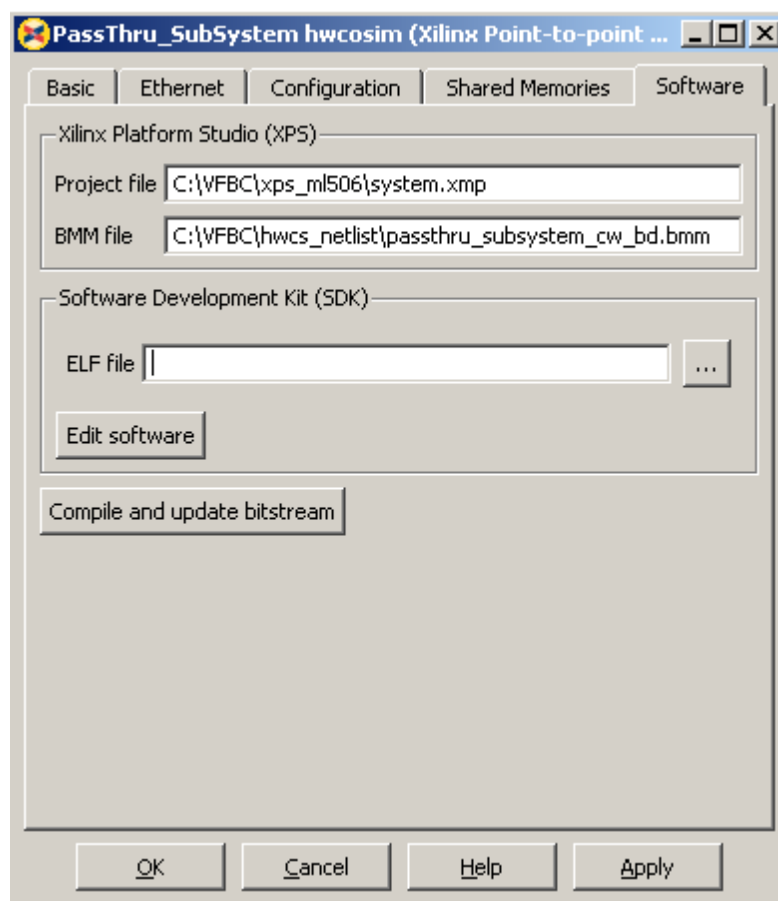 PassThru_SubSystem hwcosim (Xilinx Point-to-point ...
Basic Ethernet Configuration Shared Memories Software
Xilinx Platform Studio (XPS)
Project file C:\VFBC\xps_ml506\system.xmp
BMM file C:\VFBC\hwcs_netlist\passthru_subsystem_cw_bd.bmm
Software Development Kit (SDK)
ELF file ...
Edit software
Compile and update bitstream
OK Cancel Help Apply